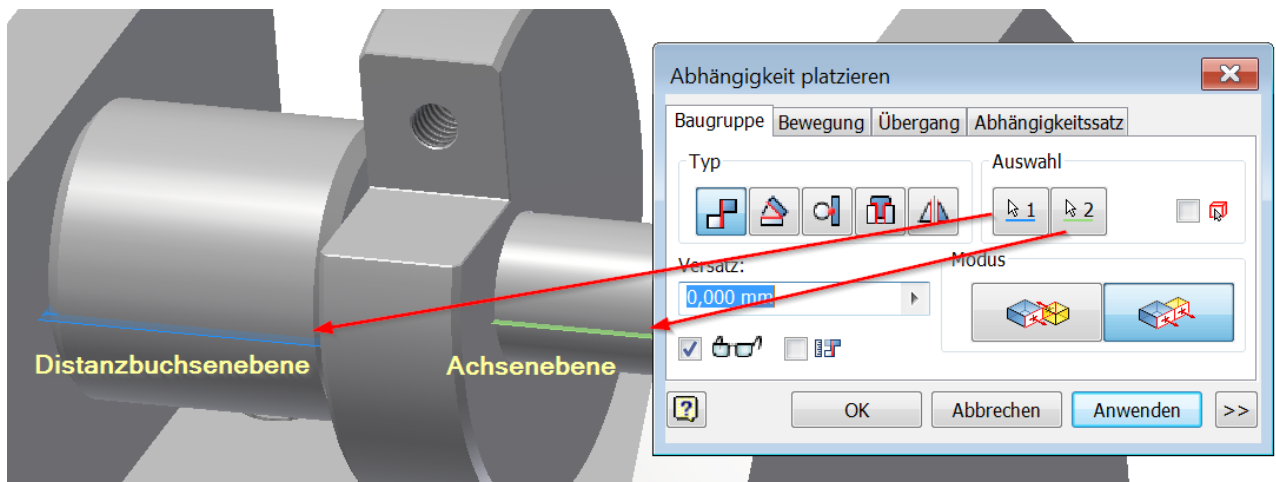 Abhängigkeit platzieren
Baugruppe Bewegung Übergang Abhängigkeitssatz
Typ
Auswahl
1
2
Versatz:
Modus
0,000 mm
Distanzbuchsenebene
Achsenebene
?
OK
Abbrechen
Anwenden
>>